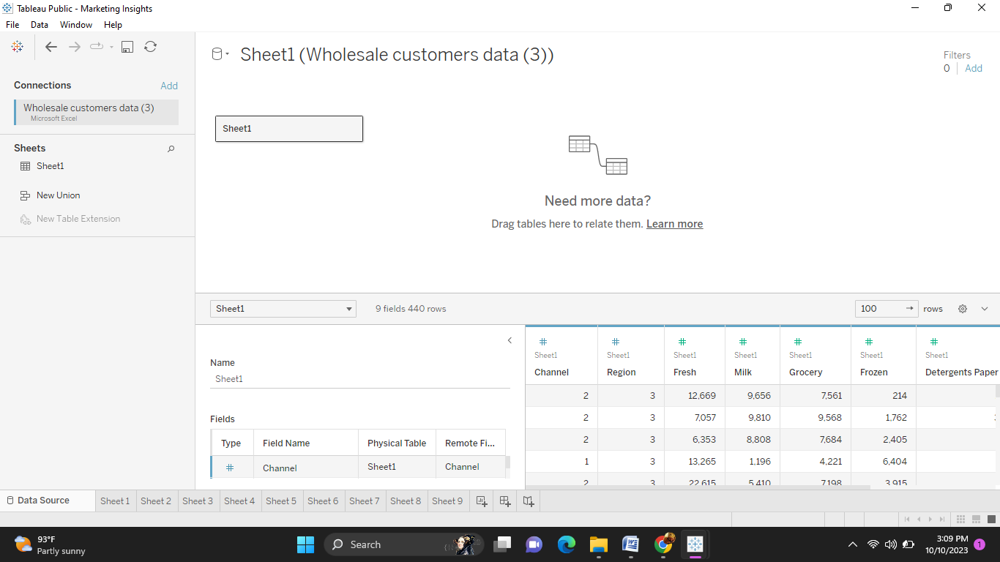 Tableau Public - Marketing Insights
File Data Window Help
Connections Add
Wholesale customers data (3)
Microsoft Excel
Sheets
Sheet1
New Union
New Table Extension
Sheet1 (Wholesale customers data (3))
Filters
0 Add
Sheet1
Need more data?
Drag tables here to relate them. Learn more
Sheet1 9 fields 440 rows 100 rows
Name
Sheet1
Fields
Type Field Name Physical Table Remote Fi...
# Channel Sheet1 Channel
# # # # # # #
Sheet1 Sheet1 Sheet1 Sheet1 Sheet1 Sheet1 Sheet1
Channel Region Fresh Milk Grocery Frozen Detergents Paper
2 3 12,669 9,656 7,561 214
2 3 7,057 9,810 9,568 1,762
2 3 6,353 8,808 7,684 2,405
1 3 13,265 1,196 4,221 6,404
2 3 22,615 5,410 7,198 3,915
Data Source Sheet 1 Sheet 2 Sheet 3 Sheet 4 Sheet 5 Sheet 6 Sheet 7 Sheet 8 Sheet 9
93°F
Partly sunny
Search
3:09 PM
10/10/2023
1